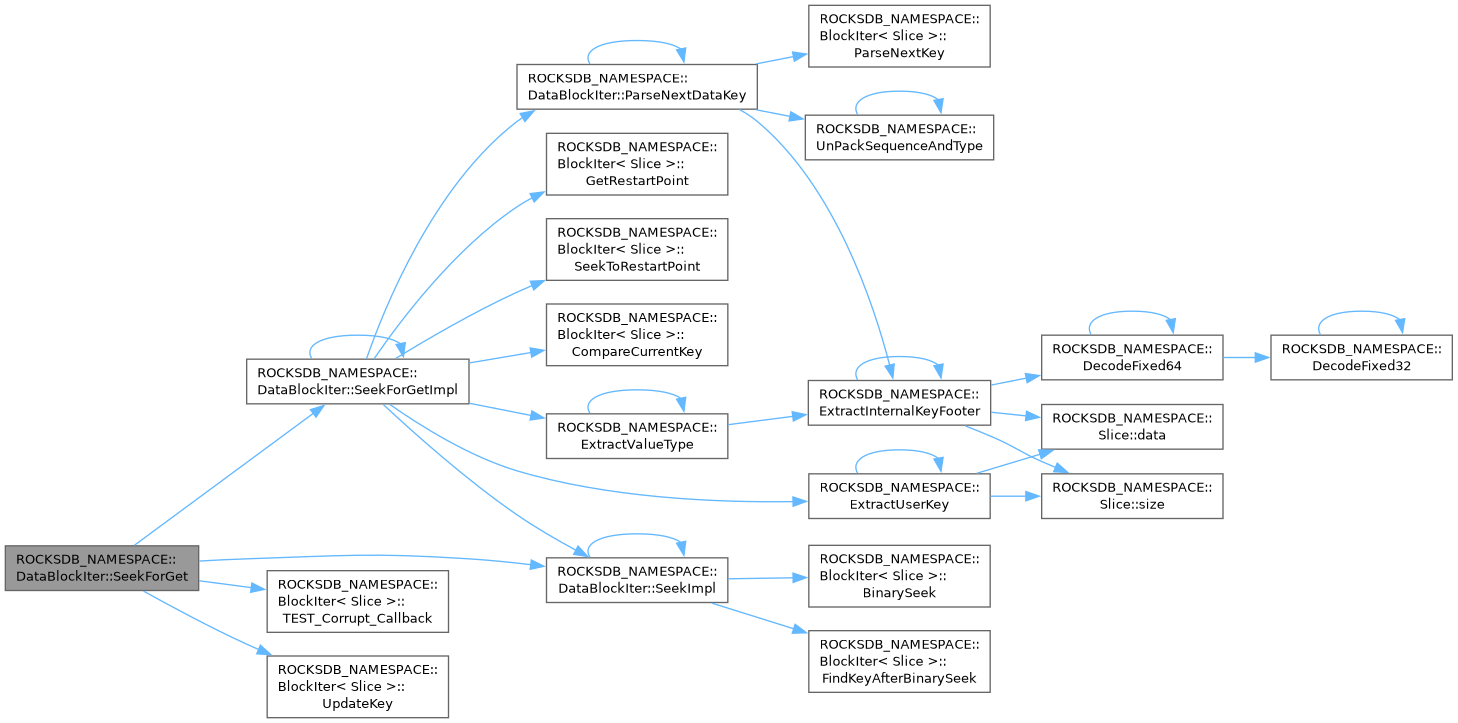 ROCKSDB_NAMESPACE::
DataBlockIter::SeekForGet
ROCKSDB_NAMESPACE::
DataBlockIter::SeekForGetImpl
ROCKSDB_NAMESPACE::
BlockIter< Slice >::
TEST_Corrupt_Callback
ROCKSDB_NAMESPACE::
BlockIter< Slice >::
UpdateKey
ROCKSDB_NAMESPACE::
DataBlockIter::ParseNextDataKey
ROCKSDB_NAMESPACE::
BlockIter< Slice >::
GetRestartPoint
ROCKSDB_NAMESPACE::
BlockIter< Slice >::
SeekToRestartPoint
ROCKSDB_NAMESPACE::
BlockIter< Slice >::
CompareCurrentKey
ROCKSDB_NAMESPACE::
ExtractValueType
ROCKSDB_NAMESPACE::
DataBlockIter::SeekImpl
ROCKSDB_NAMESPACE::
BlockIter< Slice >::
ParseNextKey
ROCKSDB_NAMESPACE::
UnPackSequenceAndType
ROCKSDB_NAMESPACE::
ExtractInternalKeyFooter
ROCKSDB_NAMESPACE::
ExtractUserKey
ROCKSDB_NAMESPACE::
BlockIter< Slice >::
BinarySeek
ROCKSDB_NAMESPACE::
BlockIter< Slice >::
FindKeyAfterBinarySeek
ROCKSDB_NAMESPACE::
DecodeFixed64
ROCKSDB_NAMESPACE::
Slice::data
ROCKSDB_NAMESPACE::
Slice::size
ROCKSDB_NAMESPACE::
DecodeFixed32